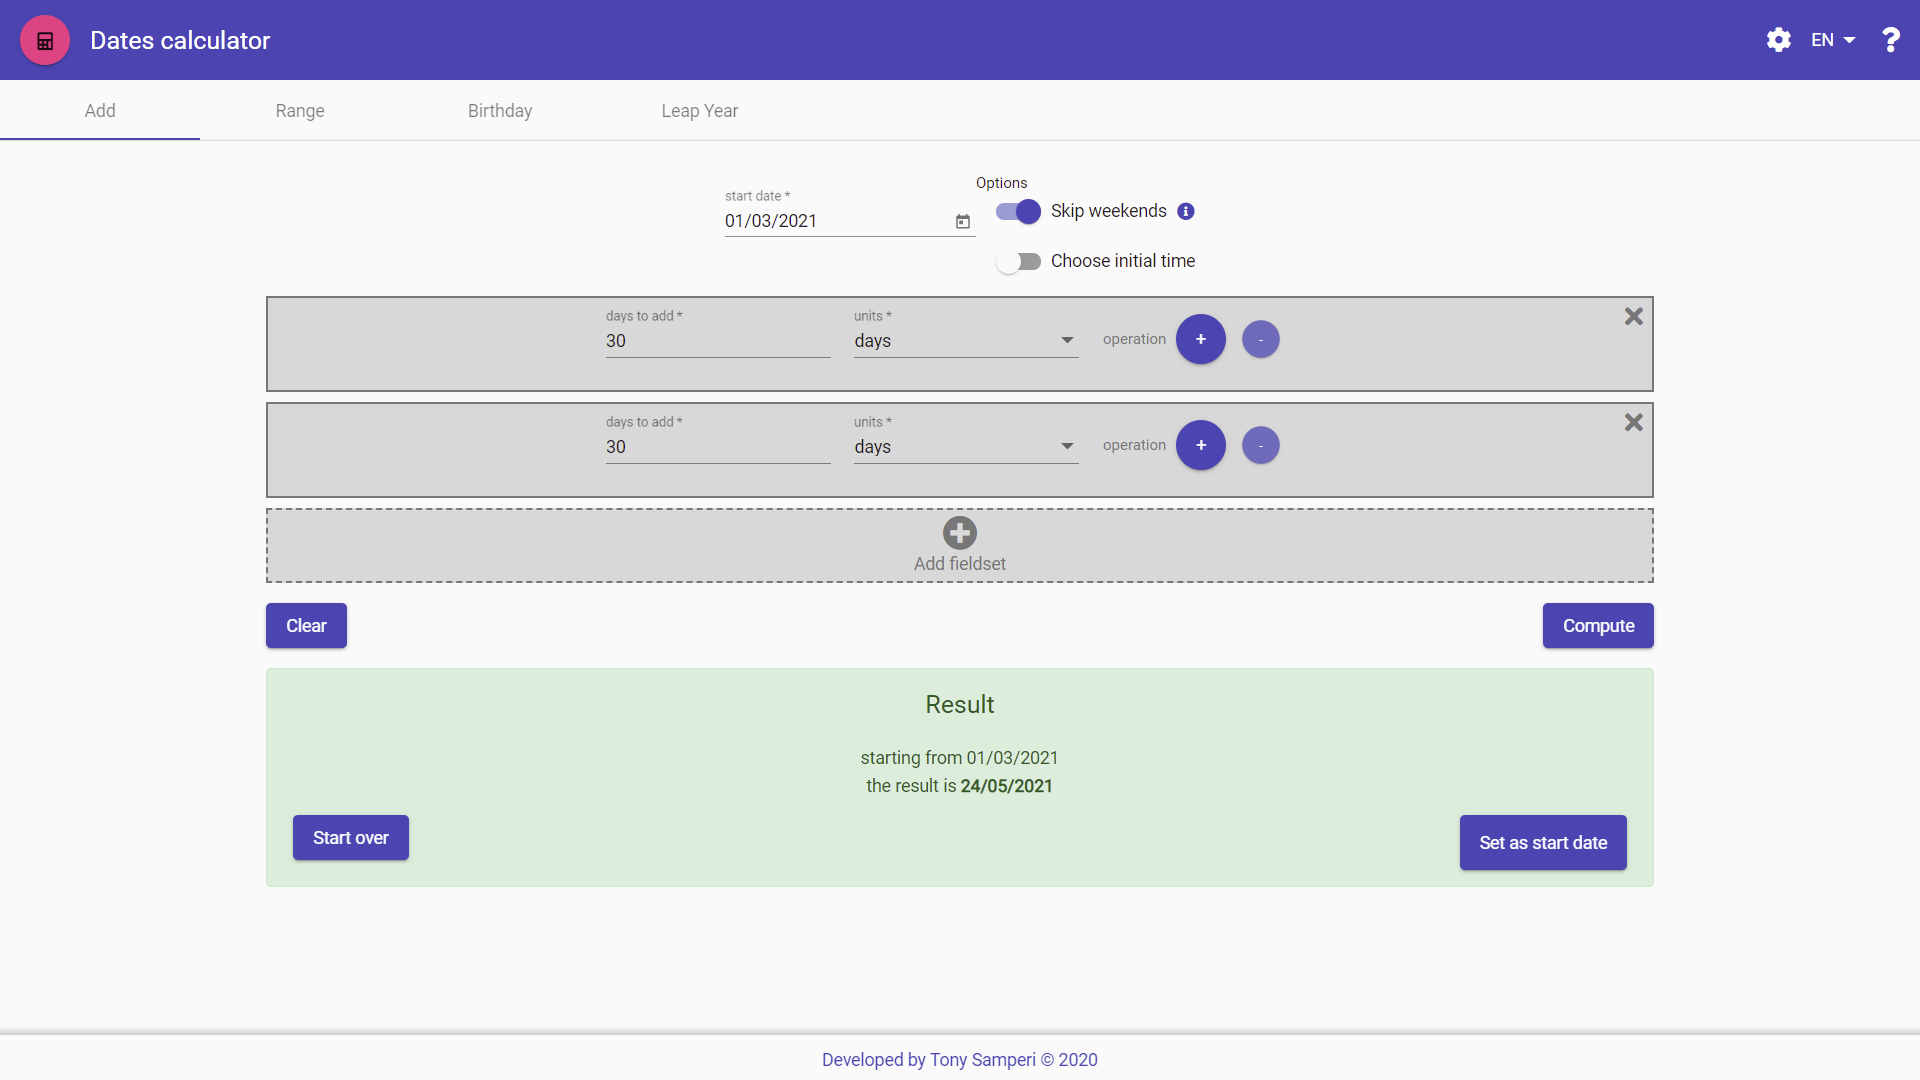 Dates calculator
EN
Add
Range
Birthday
Leap Year
start date *
01/03/2021
Options
Skip weekends
Choose initial time
days to add *
30
units *
days
operation
+
-
days to add *
30
units *
days
operation
+
-
Add fieldset
Clear
Compute
Result
starting from 01/03/2021
the result is 24/05/2021
Start over
Set as start date
Developed by Tony Samperi © 2020